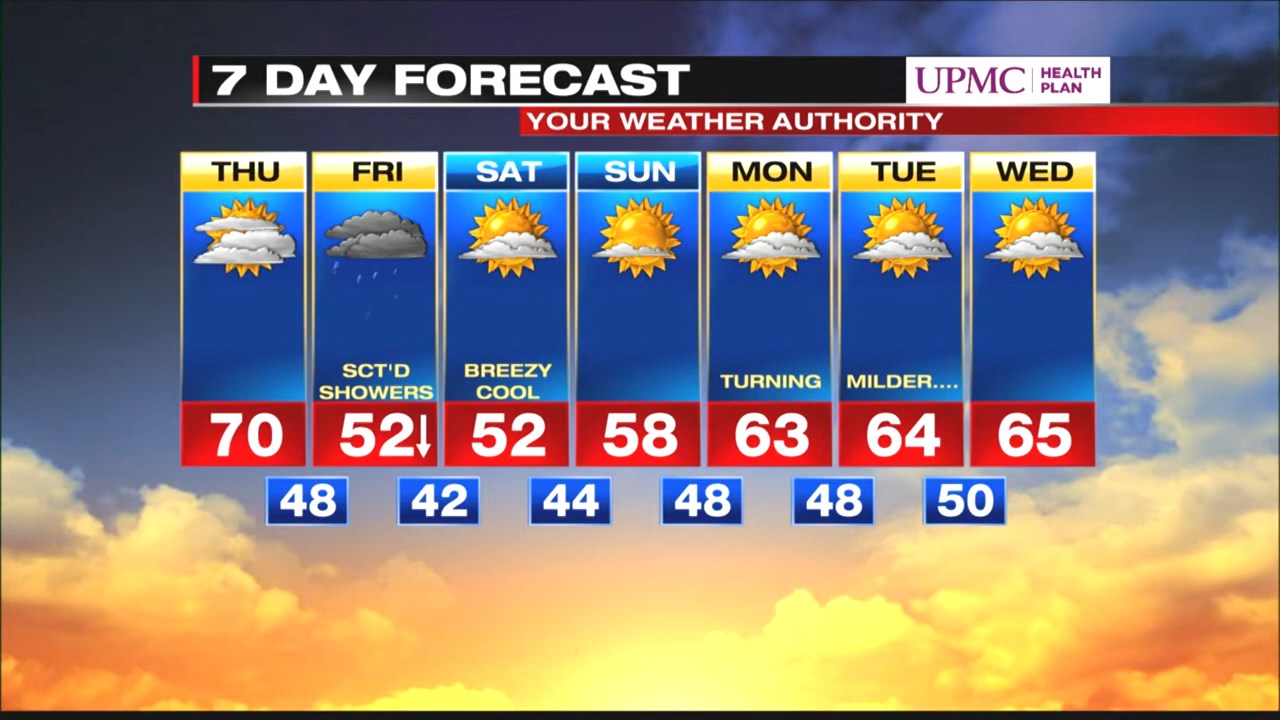 7 DAY FORECAST
UPMC HEALTH
PLAN
YOUR WEATHER AUTHORITY
THU FRI SAT SUN MON TUE WED
SCT'D BREEZY
SHOWERS COOL TURNING MILDER....
70 52↓ 52 58 63 64 65
48 42 44 48 48 50